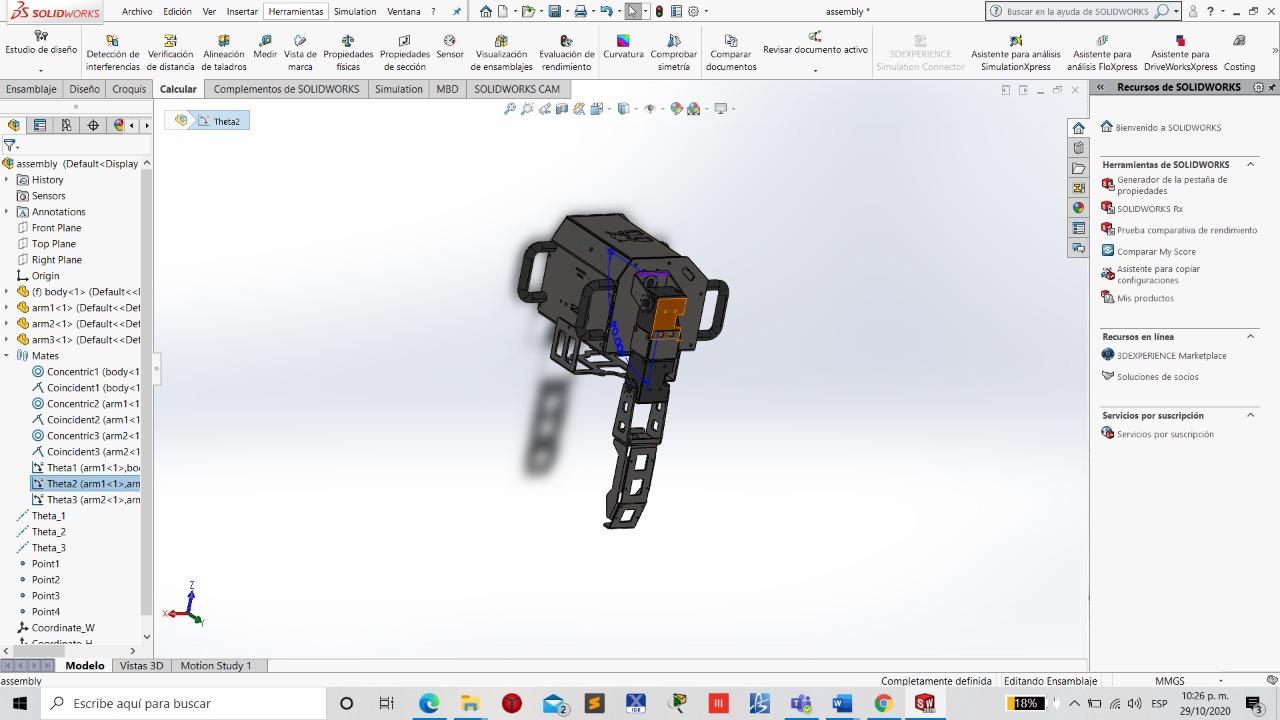 SOLIDWORKS
Archivo Edición Ver Insertar Herramientas Simulation Ventana ?
assembly *
Buscar en la ayuda de SOLIDWORKS
Estudio de diseño
Detección de interferencias
Verificación de distancia
Alineación de taladro
Medir
Vista de marca
Propiedades físicas
Propiedades de sección
Sensor
Visualización de ensamblajes
Evaluación de rendimiento
Curvatura
Comprobar simetría
Comparar documentos
Revisar documento activo
3DEXPERIENCE Simulation Connector
Asistente para análisis SimulationXpress
Asistente para análisis FloXpress
Asistente para DriveWorksXpress
Costing
Ensamblaje Diseño Croquis Calcular Complementos de SOLIDWORKS Simulation MBD SOLIDWORKS CAM
Theta2
assembly (Default<Display
History
Sensors
Annotations
Front Plane
Top Plane
Right Plane
Origin
(f) body<1> (Default<<
arm1<1> (Default<<Def
arm2<1> (Default<<Def
arm3<1> (Default<<Def
Mates
Concentric1 (body<1
Coincident1 (body<1
Concentric2 (arm1<1
Coincident2 (arm1<1
Concentric3 (arm2<1
Coincident3 (arm2<1
Theta1 (arm1<1>,bo
Theta2 (arm1<1>,arm
Theta3 (arm2<1>,arm
Theta_1
Theta_2
Theta_3
Point1
Point2
Point3
Point4
Coordinate_W
Z
X
Y
Recursos de SOLIDWORKS
Bienvenido a SOLIDWORKS
Herramientas de SOLIDWORKS
Generador de la pestaña de propiedades
SOLIDWORKS Rx
Prueba comparativa de rendimiento
Comparar My Score
Asistente para copiar configuraciones
Mis productos
Recursos en línea
3DEXPERIENCE Marketplace
Soluciones de socios
Servicios por suscripción
Servicios por suscripción
Modelo Vistas 3D Motion Study 1
assembly
Completamente definida Editando Ensamblaje MMGS
Escribe aquí para buscar
18%
ESP
10:26 p. m.
29/10/2020